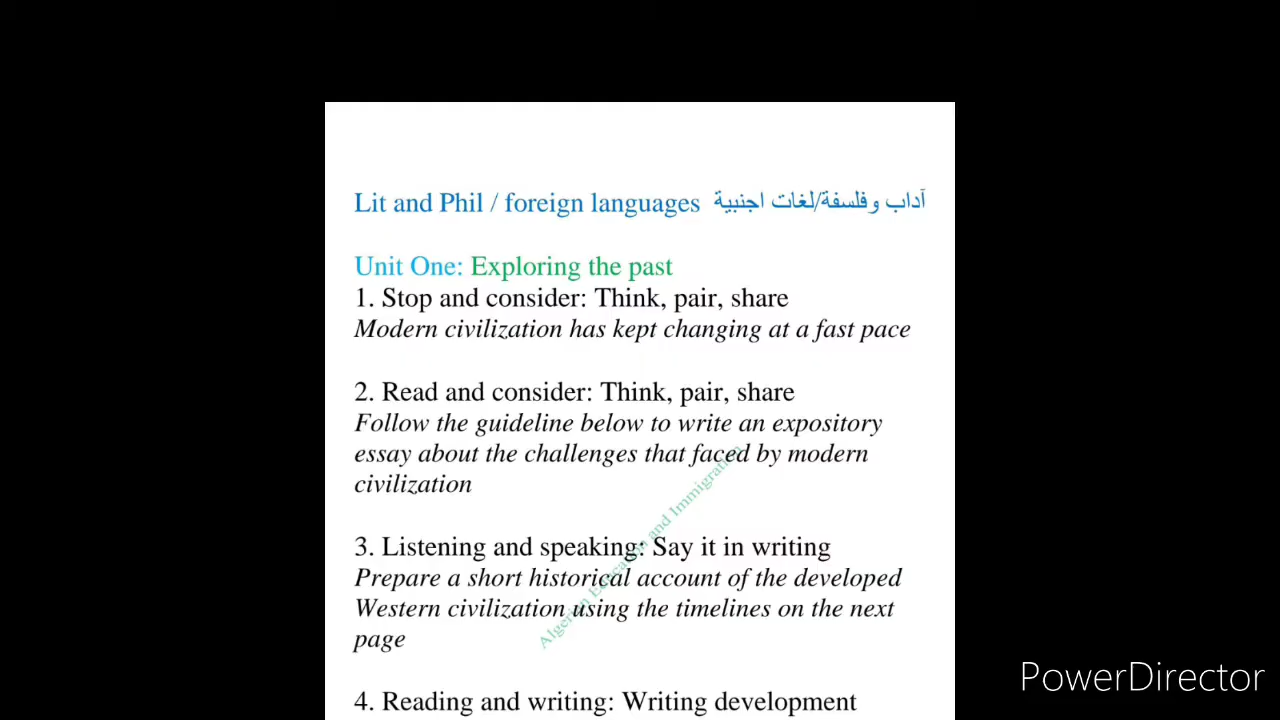 Lit and Phil / foreign languages آداب وفلسفة/لغات اجنبية
Unit One: Exploring the past
1. Stop and consider: Think, pair, share
Modern civilization has kept changing at a fast pace
2. Read and consider: Think, pair, share
Follow the guideline below to write an expository
essay about the challenges that faced by modern
civilization
3. Listening and speaking: Say it in writing
Prepare a short historical account of the developed
Western civilization using the timelines on the next
page
4. Reading and writing: Writing development
Algerian Education and Immigration
PowerDirector